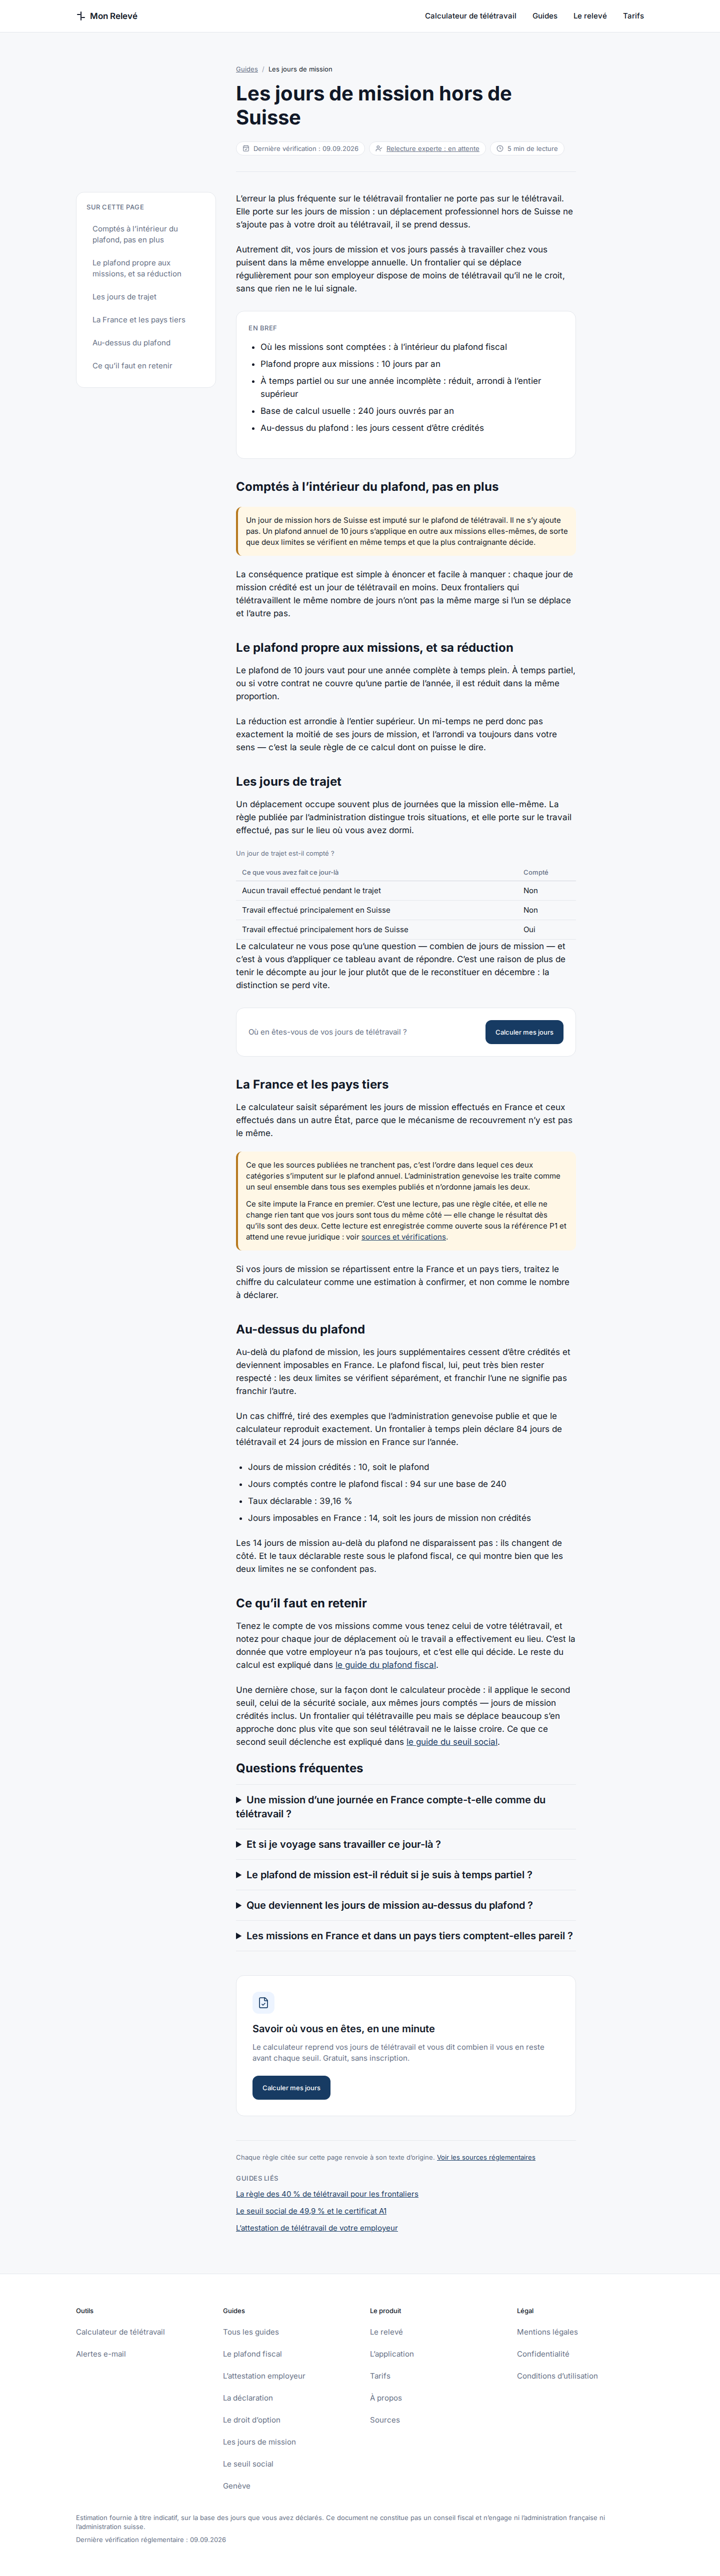 Mon Relevé
Calculateur de télétravail
Guides
Le relevé
Tarifs
Guides / Les jours de mission
Les jours de mission hors de
Suisse
Dernière vérification : 09.09.2026
Relecture experte : en attente
5 min de lecture
SUR CETTE PAGE
Comptés à l’intérieur du
plafond, pas en plus
Le plafond propre aux
missions, et sa réduction
Les jours de trajet
La France et les pays tiers
Au-dessus du plafond
Ce qu’il faut en retenir
L’erreur la plus fréquente sur le télétravail frontalier ne porte pas sur le télétravail.
Elle porte sur les jours de mission : un déplacement professionnel hors de Suisse ne
s’ajoute pas à votre droit au télétravail, il se prend dessus.
Autrement dit, vos jours de mission et vos jours passés à travailler chez vous
puisent dans la même enveloppe annuelle. Un frontalier qui se déplace
régulièrement pour son employeur dispose de moins de télétravail qu’il ne le croit,
sans que rien ne le lui signale.
EN BREF
• Où les missions sont comptées : à l’intérieur du plafond fiscal
• Plafond propre aux missions : 10 jours par an
• À temps partiel ou sur une année incomplète : réduit, arrondi à l’entier
supérieur
• Base de calcul usuelle : 240 jours ouvrés par an
• Au-dessus du plafond : les jours cessent d’être crédités
Comptés à l’intérieur du plafond, pas en plus
Un jour de mission hors de Suisse est imputé sur le plafond de télétravail. Il ne s’y ajoute
pas. Un plafond annuel de 10 jours s’applique en outre aux missions elles-mêmes, de sorte
que deux limites se vérifient en même temps et que la plus contraignante décide.
La conséquence pratique est simple à énoncer et facile à manquer : chaque jour de
mission crédité est un jour de télétravail en moins. Deux frontaliers qui
télétravaillent le même nombre de jours n’ont pas la même marge si l’un se déplace
et l’autre pas.
Le plafond propre aux missions, et sa réduction
Le plafond de 10 jours vaut pour une année complète à temps plein. À temps partiel,
ou si votre contrat ne couvre qu’une partie de l’année, il est réduit dans la même
proportion.
La réduction est arrondie à l’entier supérieur. Un mi-temps ne perd donc pas
exactement la moitié de ses jours de mission, et l’arrondi va toujours dans votre
sens — c’est la seule règle de ce calcul dont on puisse le dire.
Les jours de trajet
Un déplacement occupe souvent plus de journées que la mission elle-même. La
règle publiée par l’administration distingue trois situations, et elle porte sur le travail
effectué, pas sur le lieu où vous avez dormi.
Un jour de trajet est-il compté ?
Ce que vous avez fait ce jour-là Compté
Aucun travail effectué pendant le trajet Non
Travail effectué principalement en Suisse Non
Travail effectué principalement hors de Suisse Oui
Le calculateur ne vous pose qu’une question — combien de jours de mission — et
c’est à vous d’appliquer ce tableau avant de répondre. C’est une raison de plus de
tenir le décompte au jour le jour plutôt que de le reconstituer en décembre : la
distinction se perd vite.
Où en êtes-vous de vos jours de télétravail ?
Calculer mes jours
La France et les pays tiers
Le calculateur saisit séparément les jours de mission effectués en France et ceux
effectués dans un autre État, parce que le mécanisme de recouvrement n’y est pas
le même.
Ce que les sources publiées ne tranchent pas, c’est l’ordre dans lequel ces deux
catégories s’imputent sur le plafond annuel. L’administration genevoise les traite comme
un seul ensemble dans tous ses exemples publiés et n’ordonne jamais les deux.
Ce site impute la France en premier. C’est une lecture, pas une règle citée, et elle ne
change rien tant que vos jours sont tous du même côté — elle change le résultat dès
qu’ils sont des deux. Cette lecture est enregistrée comme ouverte sous la référence P1 et
attend une revue juridique : voir sources et vérifications.
Si vos jours de mission se répartissent entre la France et un pays tiers, traitez le
chiffre du calculateur comme une estimation à confirmer, et non comme le nombre
à déclarer.
Au-dessus du plafond
Au-delà du plafond de mission, les jours supplémentaires cessent d’être crédités et
deviennent imposables en France. Le plafond fiscal, lui, peut très bien rester
respecté : les deux limites se vérifient séparément, et franchir l’une ne signifie pas
franchir l’autre.
Un cas chiffré, tiré des exemples que l’administration genevoise publie et que le
calculateur reproduit exactement. Un frontalier à temps plein déclare 84 jours de
télétravail et 24 jours de mission en France sur l’année.
• Jours de mission crédités : 10, soit le plafond
• Jours comptés contre le plafond fiscal : 94 sur une base de 240
• Taux déclarable : 39,16 %
• Jours imposables en France : 14, soit les jours de mission non crédités
Les 14 jours de mission au-delà du plafond ne disparaissent pas : ils changent de
côté. Et le taux déclarable reste sous le plafond fiscal, ce qui montre bien que les
deux limites ne se confondent pas.
Ce qu’il faut en retenir
Tenez le compte de vos missions comme vous tenez celui de votre télétravail, et
notez pour chaque jour de déplacement où le travail a effectivement eu lieu. C’est la
donnée que votre employeur n’a pas toujours, et c’est elle qui décide. Le reste du
calcul est expliqué dans le guide du plafond fiscal.
Une dernière chose, sur la façon dont le calculateur procède : il applique le second
seuil, celui de la sécurité sociale, aux mêmes jours comptés — jours de mission
crédités inclus. Un frontalier qui télétravaille peu mais se déplace beaucoup s’en
approche donc plus vite que son seul télétravail ne le laisse croire. Ce que ce
second seuil déclenche est expliqué dans le guide du seuil social.
Questions fréquentes
Une mission d’une journée en France compte-t-elle comme du
télétravail ?
Et si je voyage sans travailler ce jour-là ?
Le plafond de mission est-il réduit si je suis à temps partiel ?
Que deviennent les jours de mission au-dessus du plafond ?
Les missions en France et dans un pays tiers comptent-elles pareil ?
Savoir où vous en êtes, en une minute
Le calculateur reprend vos jours de télétravail et vous dit combien il vous en reste
avant chaque seuil. Gratuit, sans inscription.
Calculer mes jours
Chaque règle citée sur cette page renvoie à son texte d’origine. Voir les sources réglementaires
GUIDES LIÉS
La règle des 40 % de télétravail pour les frontaliers
Le seuil social de 49,9 % et le certificat A1
L’attestation de télétravail de votre employeur
Outils
Calculateur de télétravail
Alertes e-mail
Guides
Tous les guides
Le plafond fiscal
L’attestation employeur
La déclaration
Le droit d’option
Les jours de mission
Le seuil social
Genève
Le produit
Le relevé
L’application
Tarifs
À propos
Sources
Légal
Mentions légales
Confidentialité
Conditions d’utilisation
Estimation fournie à titre indicatif, sur la base des jours que vous avez déclarés. Ce document ne constitue pas un conseil fiscal et n’engage ni l’administration française ni
l’administration suisse.
Dernière vérification réglementaire : 09.09.2026